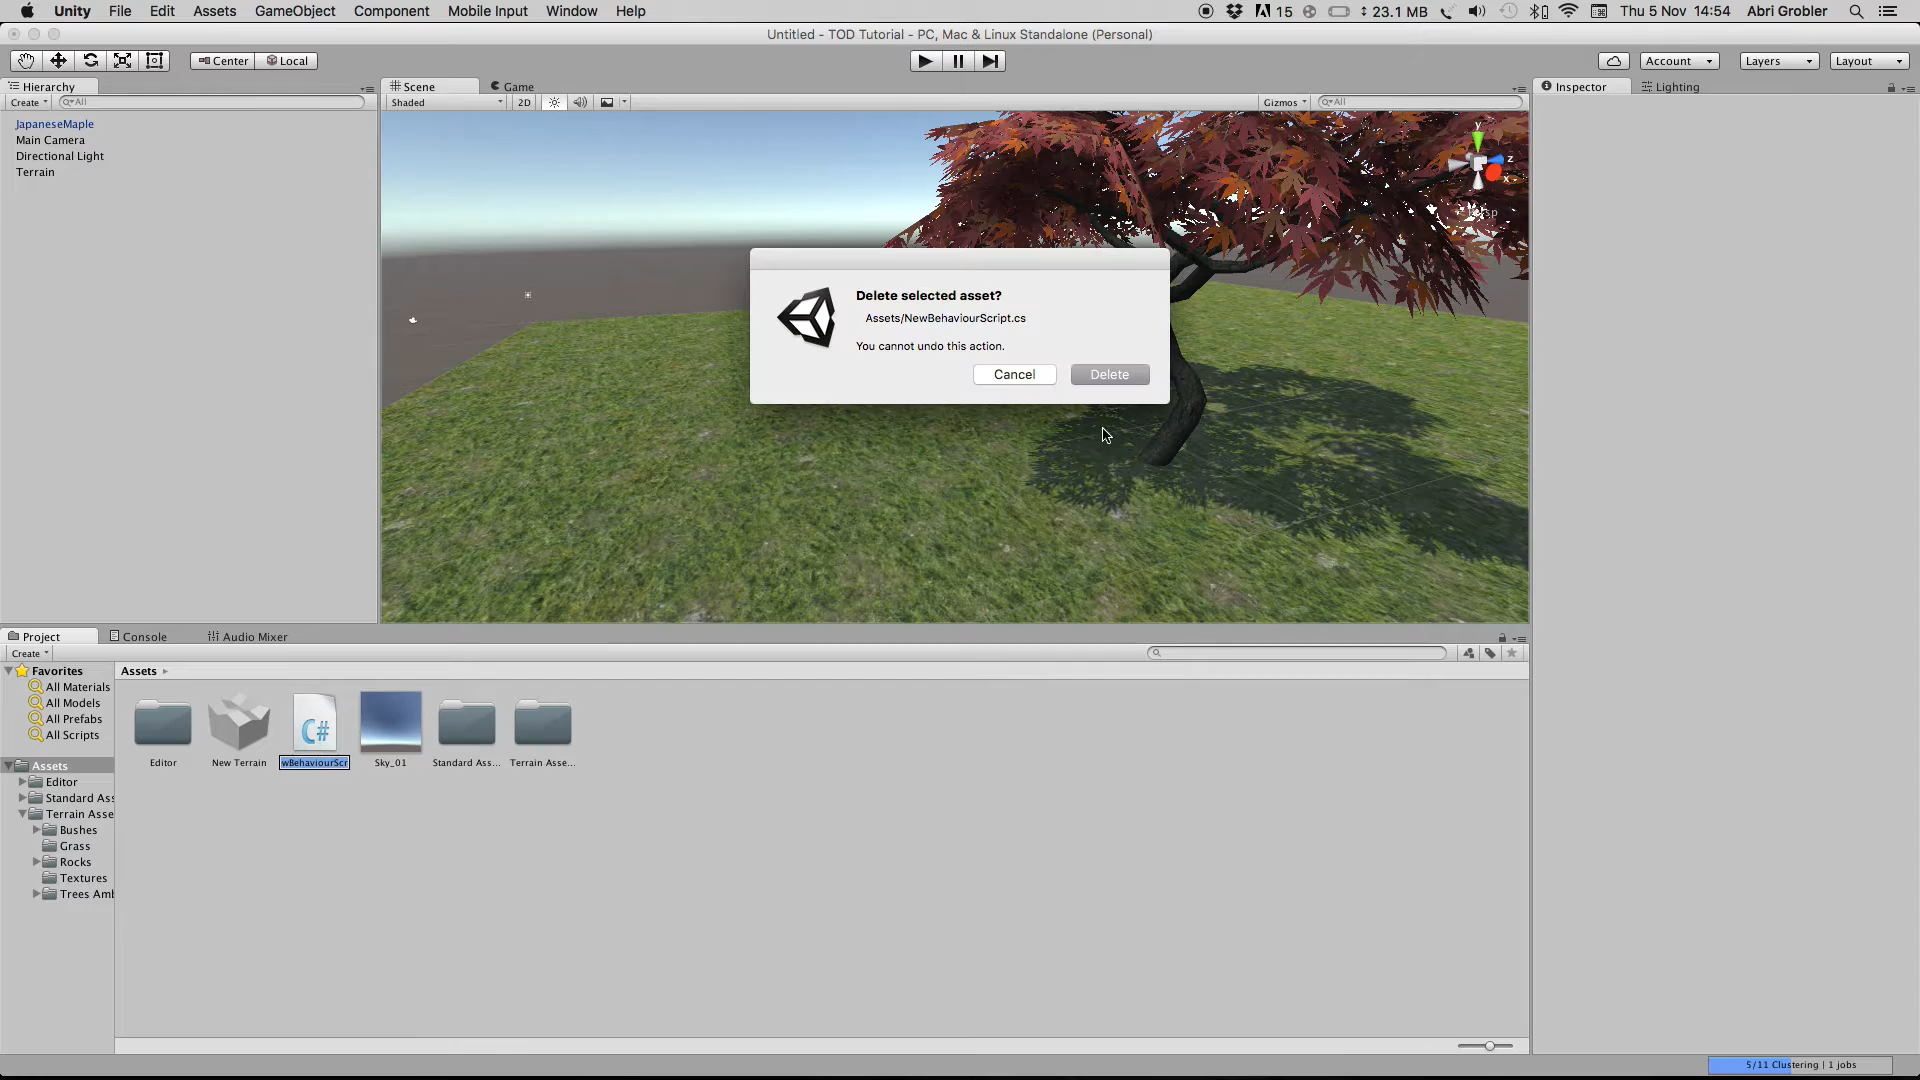 Unity File Edit Assets GameObject Component Mobile Input Window Help 15 23.1 MB Thu 5 Nov 14:54 Abri Grobler
Untitled - TOD Tutorial - PC, Mac & Linux Standalone (Personal)
Center Local Account Layers Layout
Hierarchy Scene Game Inspector Lighting
Create All Shaded 2D Gizmos All
JapaneseMaple
Main Camera
Directional Light
Terrain
y
z
x
Persp
Delete selected asset?
Assets/NewBehaviourScript.cs
You cannot undo this action.
Cancel Delete
Project Console Audio Mixer
Create
Favorites
All Materials
All Models
All Prefabs
All Scripts
Assets
Editor
Standard Ass
Terrain Asse
Bushes
Grass
Rocks
Textures
Trees Amb
Assets
C#
Editor New Terrain wBehaviourScr Sky_01 Standard Ass... Terrain Asse...
5/11 Clustering | 1 jobs